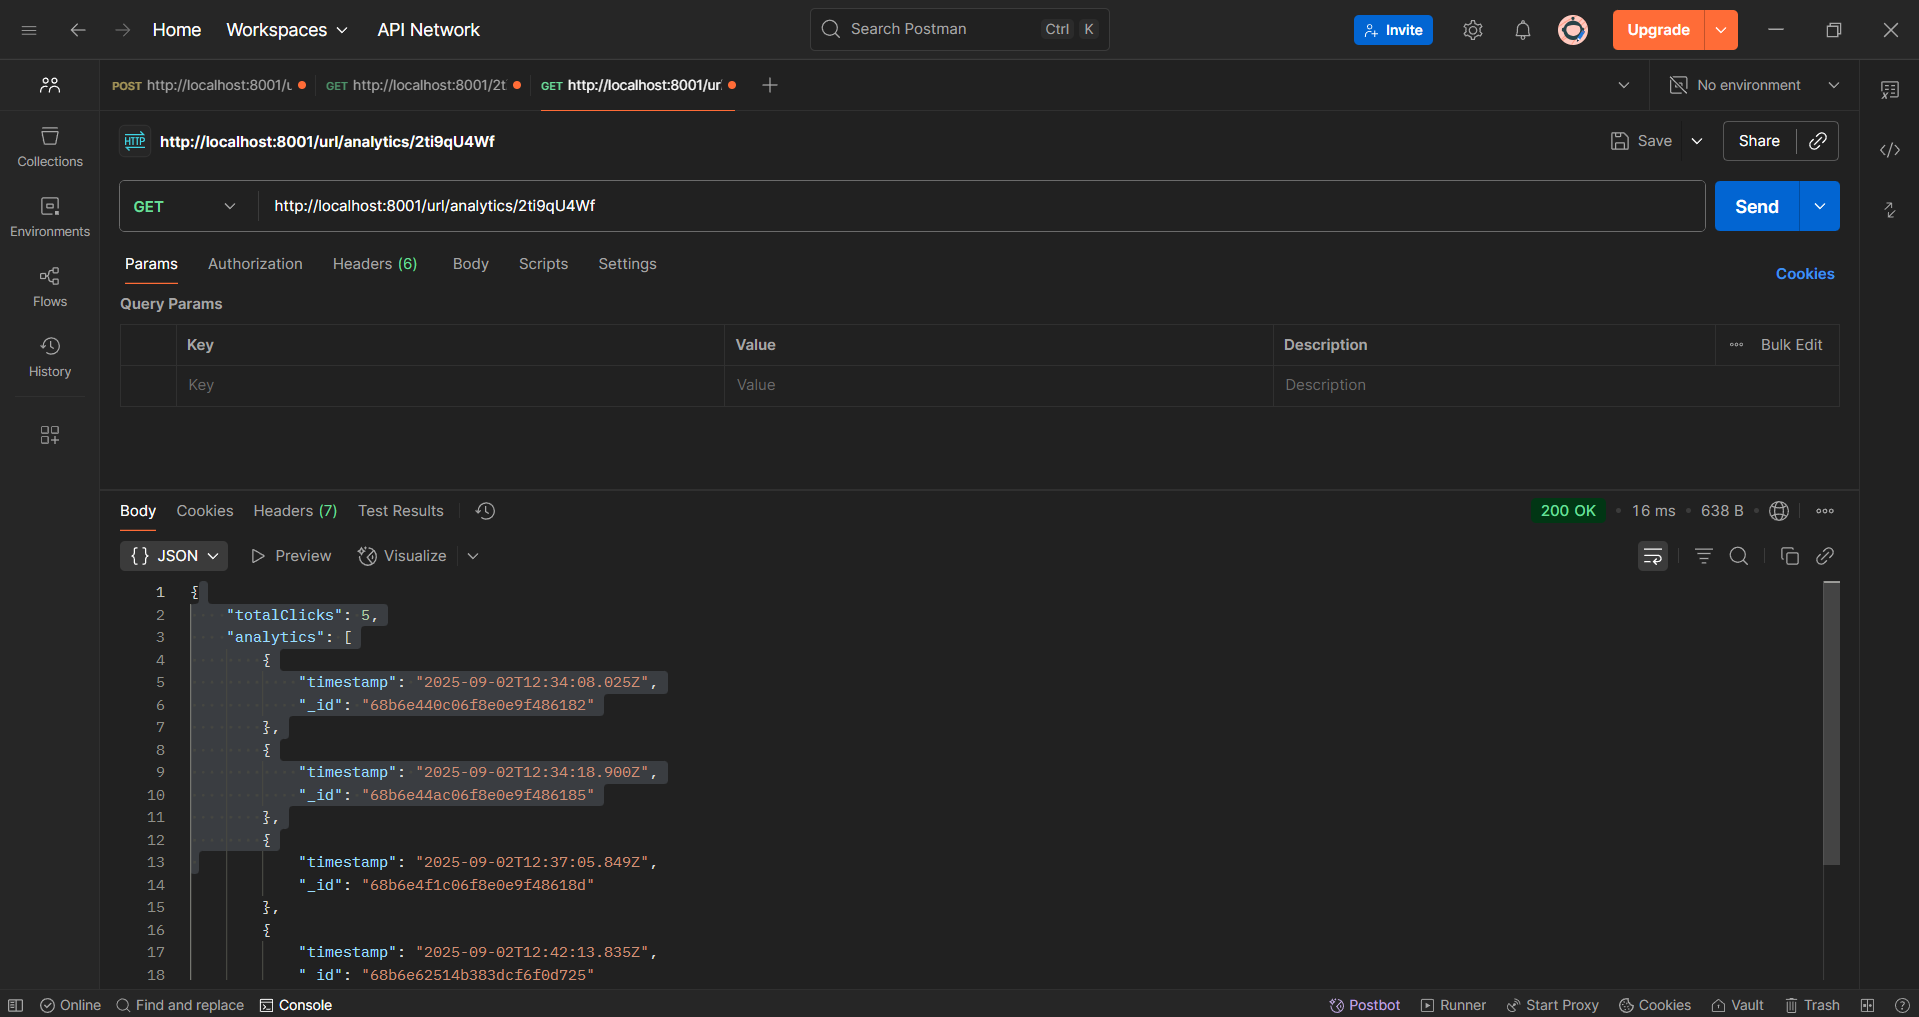 Home Workspaces API Network Search Postman Ctrl K Invite Upgrade
POST http://localhost:8001/u GET http://localhost:8001/2t GET http://localhost:8001/ur No environment
HTTP http://localhost:8001/url/analytics/2ti9qU4Wf Save Share
GET http://localhost:8001/url/analytics/2ti9qU4Wf Send
Collections
Environments
Flows
History
Params Authorization Headers (6) Body Scripts Settings Cookies
Query Params
Key Value Description Bulk Edit
Key Value Description
Body Cookies Headers (7) Test Results 200 OK 16 ms 638 B
{} JSON Preview Visualize
1 {
2 "totalClicks": 5,
3 "analytics": [
4 {
5 "timestamp": "2025-09-02T12:34:08.025Z",
6 "_id": "68b6e440c06f8e0e9f486182"
7 },
8 {
9 "timestamp": "2025-09-02T12:34:18.900Z",
10 "_id": "68b6e44ac06f8e0e9f486185"
11 },
12 {
13 "timestamp": "2025-09-02T12:37:05.849Z",
14 "_id": "68b6e4f1c06f8e0e9f48618d"
15 },
16 {
17 "timestamp": "2025-09-02T12:42:13.835Z",
18 "_id": "68b6e62514b383dcf6f0d725"
Online Find and replace Console Postbot Runner Start Proxy Cookies Vault Trash